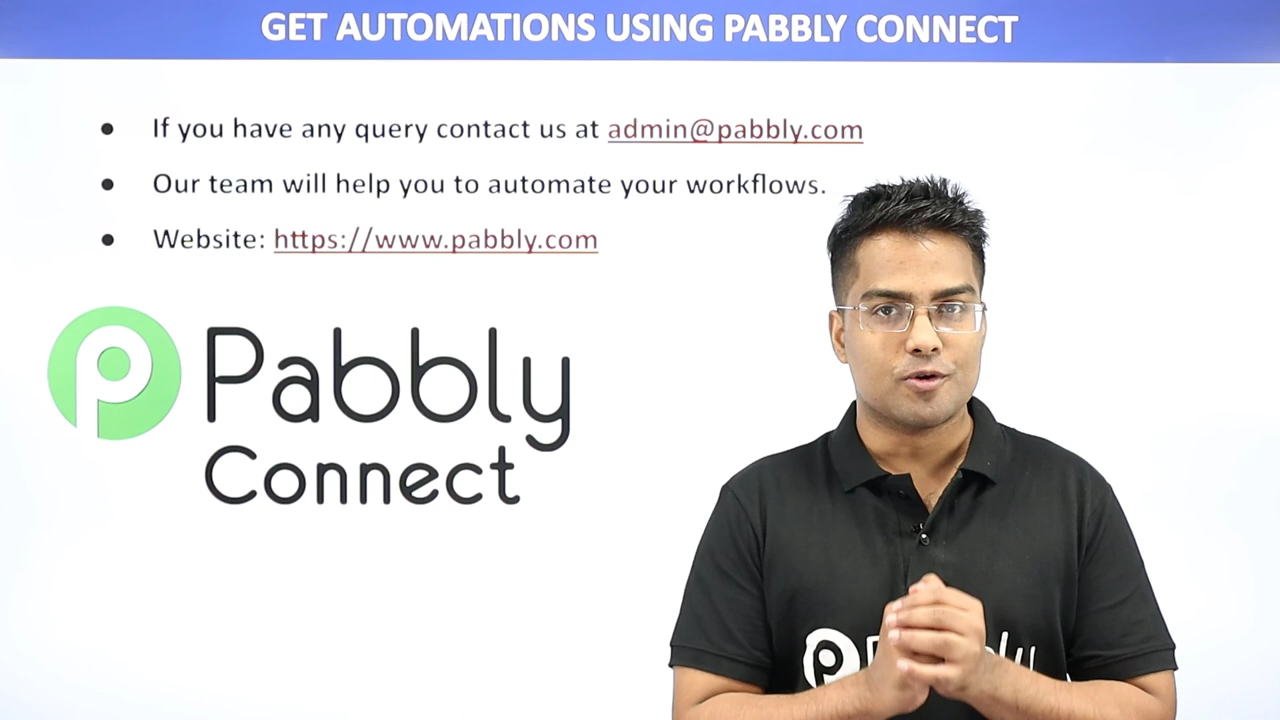 GET AUTOMATIONS USING PABBLY CONNECT
● If you have any query contact us at admin@pabbly.com
● Our team will help you to automate your workflows.
● Website: https://www.pabbly.com
Pabbly
Connect